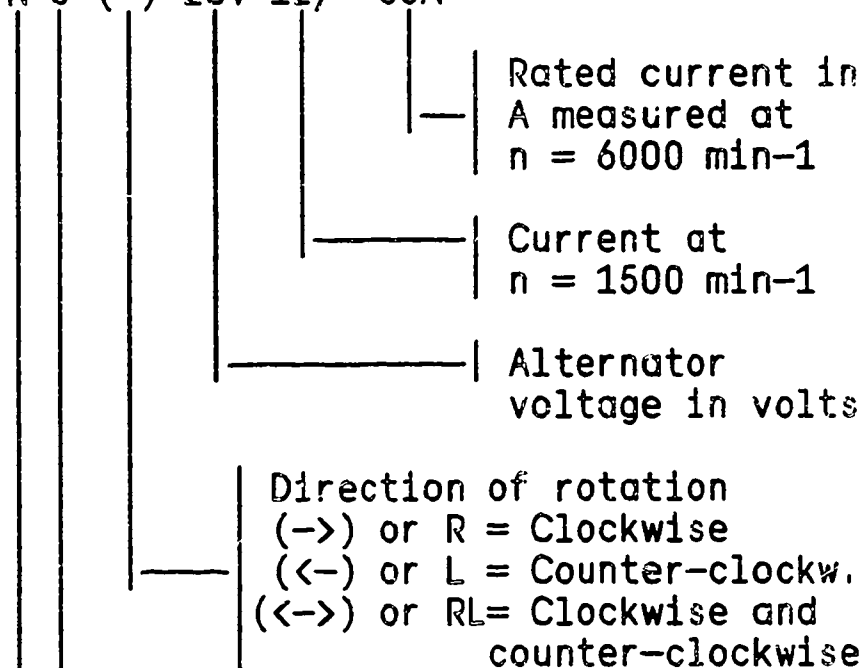 Rated current in
A measured at
n = 6000 min-1
Current at
n = 1500 min-1
Alternator
voltage in volts
Direction of rotation
(->) or R = Clockwise
(<-) or L = Counter-clockw.
(<->) or RL= Clockwise and
counter-clockwise